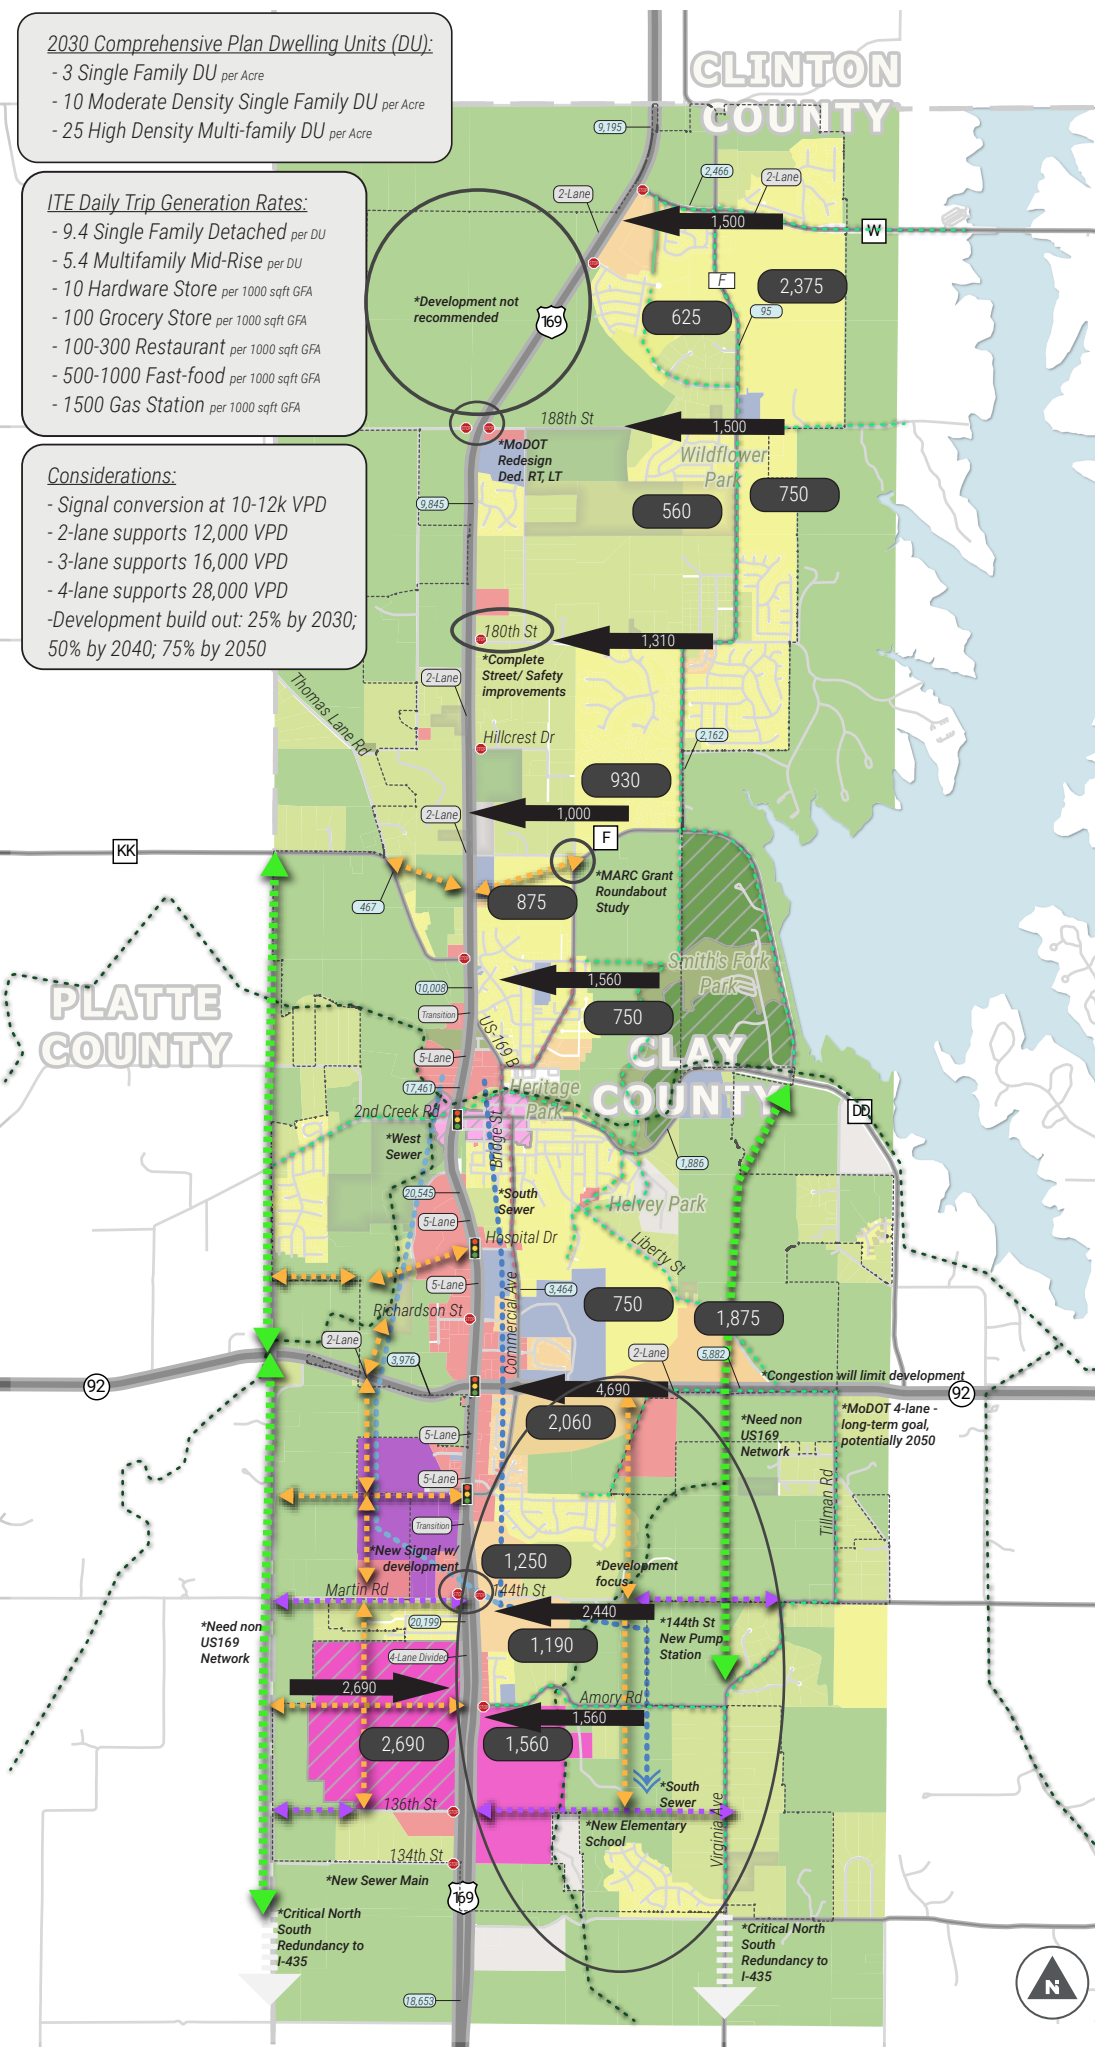 2030 Comprehensive Plan Dwelling Units (DU):
- 3 Single Family DU per Acre
- 10 Moderate Density Single Family DU per Acre
- 25 High Density Multi-family DU per Acre
ITE Daily Trip Generation Rates:
- 9.4 Single Family Detached per DU
- 5.4 Multifamily Mid-Rise per DU
- 10 Hardware Store per 1000 sqft GFA
- 100 Grocery Store per 1000 sqft GFA
- 100-300 Restaurant per 1000 sqft GFA
- 500-1000 Fast-food per 1000 sqft GFA
- 1500 Gas Station per 1000 sqft GFA
Considerations:
- Signal conversion at 10-12k VPD
- 2-lane supports 12,000 VPD
- 3-lane supports 16,000 VPD
- 4-lane supports 28,000 VPD
-Development build out: 25% by 2030;
50% by 2040; 75% by 2050
CLINTON
COUNTY
9,195
2,466
2-Lane
2-Lane
1,500
W
F
2,375
95
625
*Development not
recommended
169
188th St
1,500
*MoDOT
Redesign
Ded. RT, LT
Wildflower
Park
750
560
9,845
180th St
1,310
*Complete
Street/ Safety
improvements
2-Lane
Thomas Lane Rd
Hillcrest Dr
2,162
930
2-Lane
1,000
F
KK
*MARC Grant
Roundabout
Study
467
875
Smith's Fork
Park
1,560
10,008
750
Transition
US-169 B
PLATTE
COUNTY
CLAY
COUNTY
5-Lane
17,461
Heritage
Park
2nd Creek Rd
Bridge St
DD
*West
Sewer
1,886
20,545
*South
Sewer
Helvey Park
5-Lane
Hospital Dr
Liberty St
5-Lane
3,464
Commercial Ave
750
1,875
Richardson St
2-Lane
3,976
2-Lane
5,882
*Congestion will limit development
92
4,690
92
2,060
*Need non
US169
Network
*MoDOT 4-lane -
long-term goal,
potentially 2050
5-Lane
5-Lane
Tillman Rd
Transition
*New Signal w/
development
1,250
*Development
focus
Martin Rd
144th St
2,440
20,199
*Need non
US169
Network
1,190
*144th St
New Pump
Station
4-Lane Divided
2,690
Amory Rd
1,560
2,690
1,560
136th St
*South
Sewer
*New Elementary
School
Virginia Ave
134th St
*New Sewer Main
169
*Critical North
South
Redundancy to
I-435
*Critical North
South
Redundancy to
I-435
18,653
N